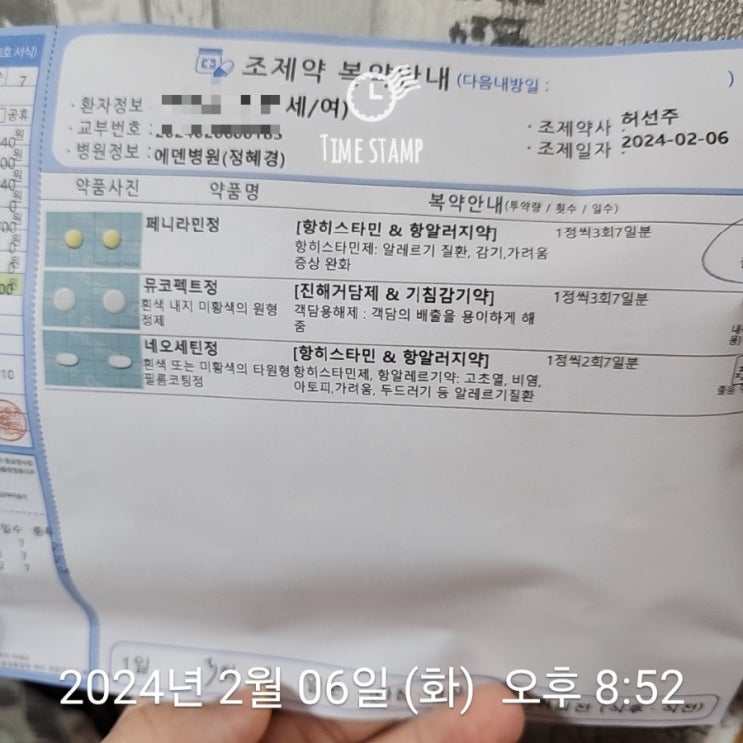 조제약 복약안내 (다음내방일 : )
· 환자정보 : 세/여)
· 교부번호 :
· 병원정보 : 에덴병원(정혜경)
· 조제약사 : 허선주
· 조제일자 : 2024-02-06
TIME STAMP
약품사진 약품명 복약안내(투약량 / 횟수 / 일수)
페니라민정 [항히스타민 & 항알러지약] 1정씩3회7일분
항히스타민제: 알레르기 질환, 감기,가려움
증상 완화
뮤코펙트정 [진해거담제 & 기침감기약] 1정씩3회7일분
흰색 내지 미황색의 원형
정제
객담용해제 : 객담의 배출을 용이하게 해
줌
네오세틴정 [항히스타민 & 항알러지약] 1정씩2회7일분
흰색 또는 미황색의 타원형
필름코팅정
항히스타민제, 항알레르기약: 고초열, 비염,
아토피,가려움, 두드러기 등 알레르기질환
1일
2024년 2월 06일 (화) 오후 8:52